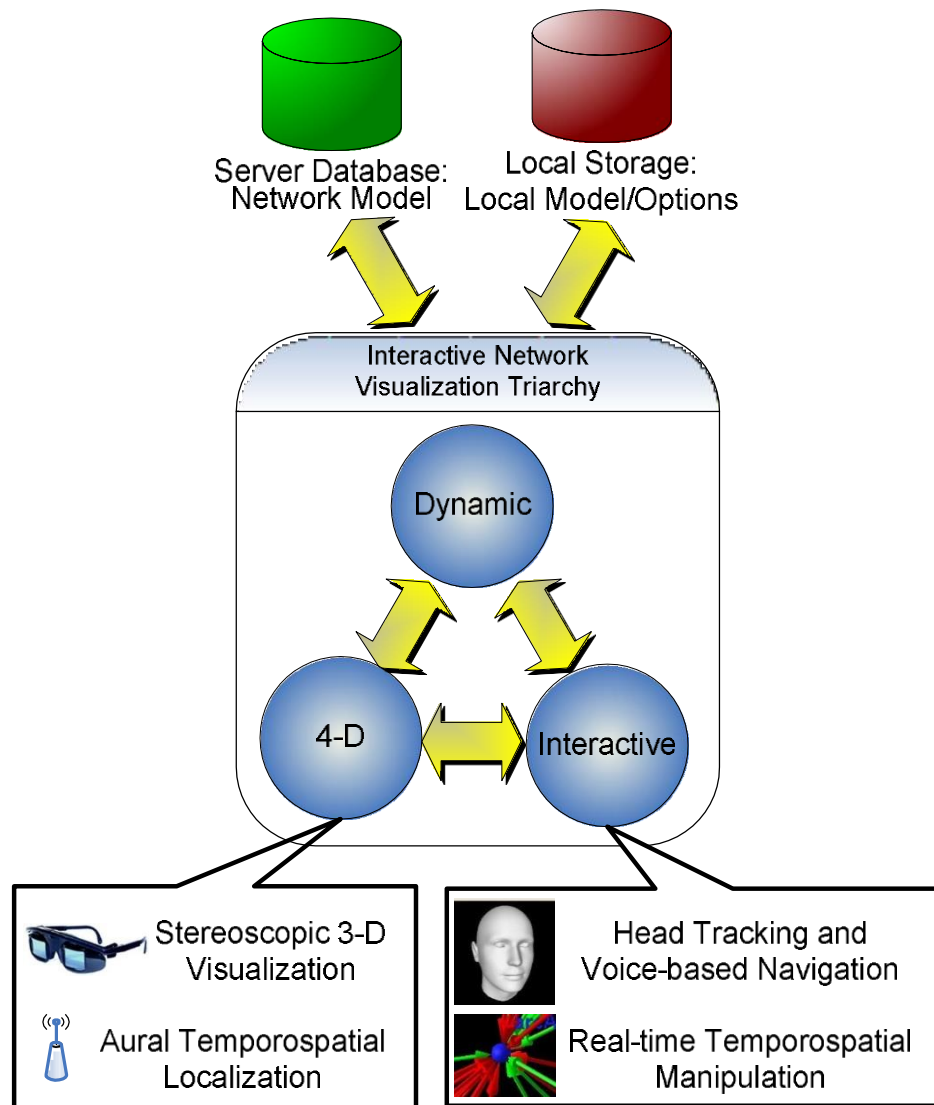 Server Database:
Network Model
Local Storage:
Local Model/Options
Interactive Network
Visualization Triarchy
Dynamic
4-D
Interactive
Stereoscopic 3-D
Visualization
Aural Temporospatial
Localization
Head Tracking and
Voice-based Navigation
Real-time Temporospatial
Manipulation